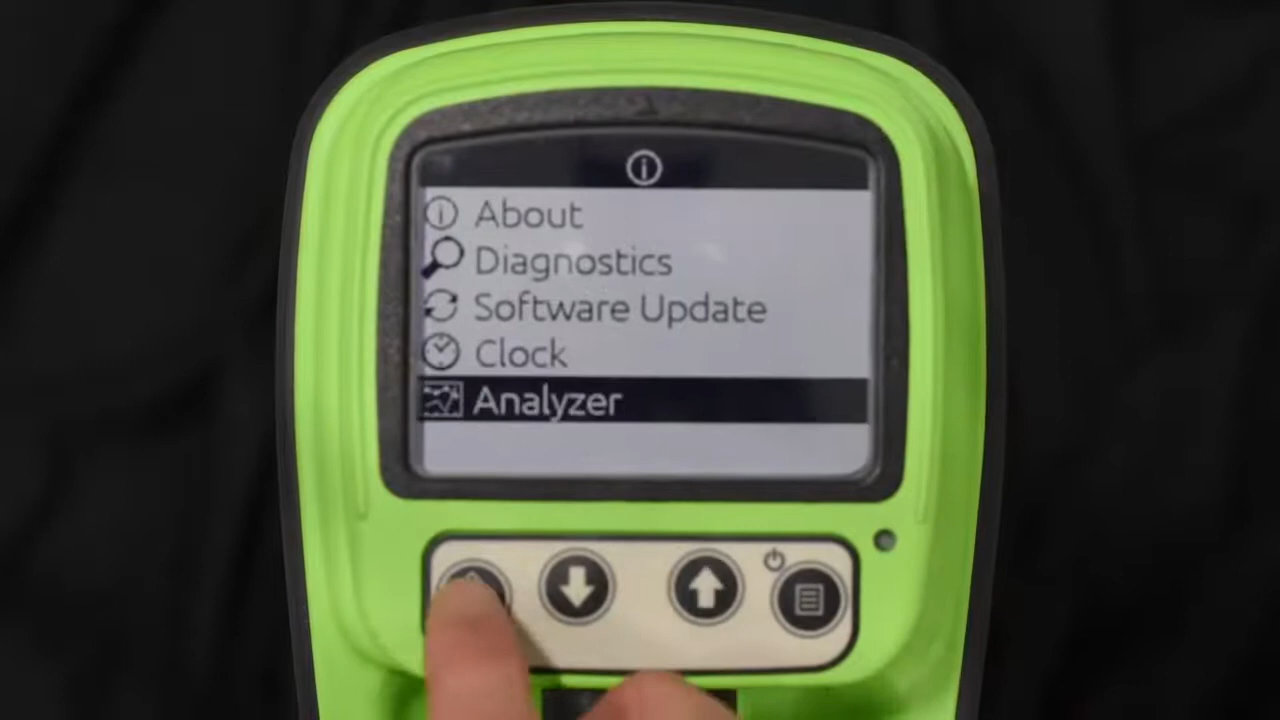 About
Diagnostics
Software Update
Clock
Analyzer